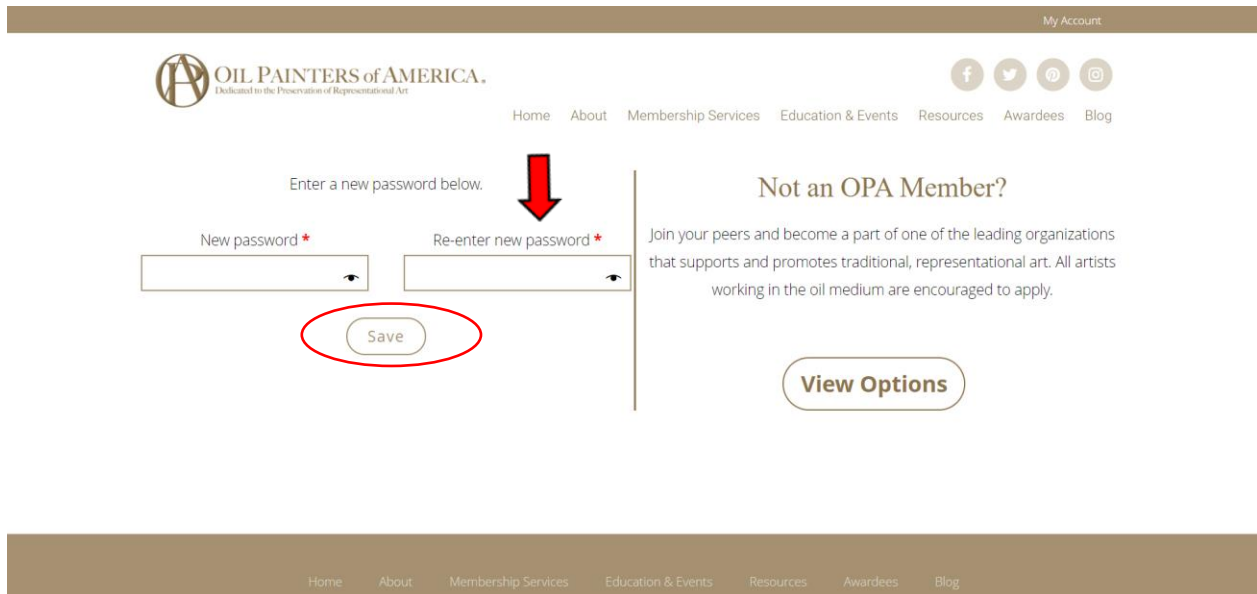 My Account
OIL PAINTERS of AMERICA®
Dedicated to the Preservation of Representational Art
Home About Membership Services Education & Events Resources Awardees Blog
Enter a new password below.
New password *
Re-enter new password *
Save
Not an OPA Member?
Join your peers and become a part of one of the leading organizations
that supports and promotes traditional, representational art. All artists
working in the oil medium are encouraged to apply.
View Options
Home About Membership Services Education & Events Resources Awardees Blog